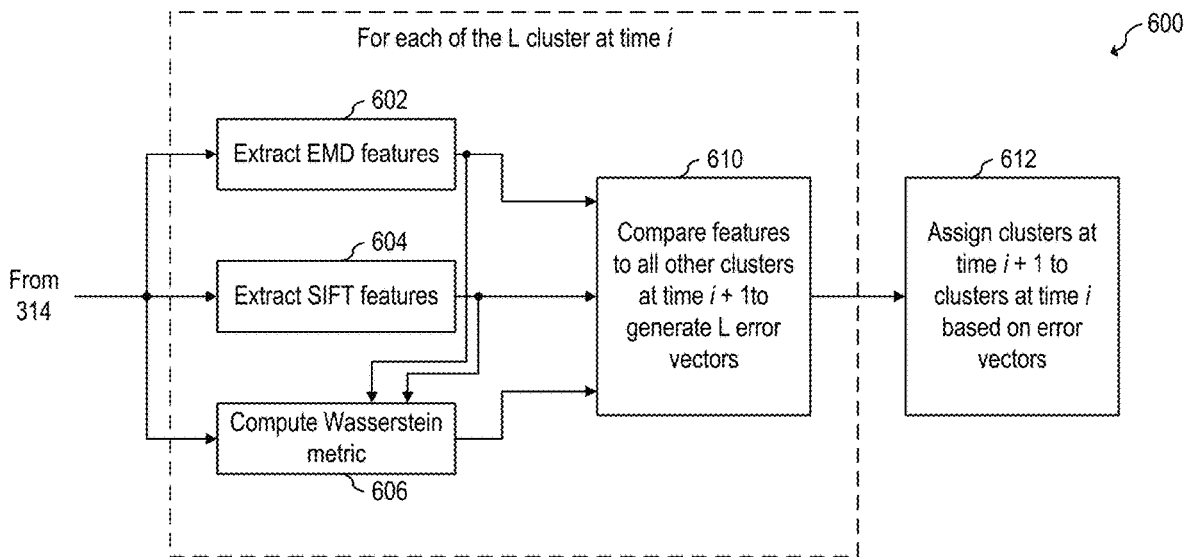 600
For each of the L cluster at time i
602
Extract EMD features
604
Extract SIFT features
Compute Wasserstein
metric
606
From
314
610
Compare features
to all other clusters
at time i + 1to
generate L error
vectors
612
Assign clusters at
time i + 1 to
clusters at time i
based on error
vectors